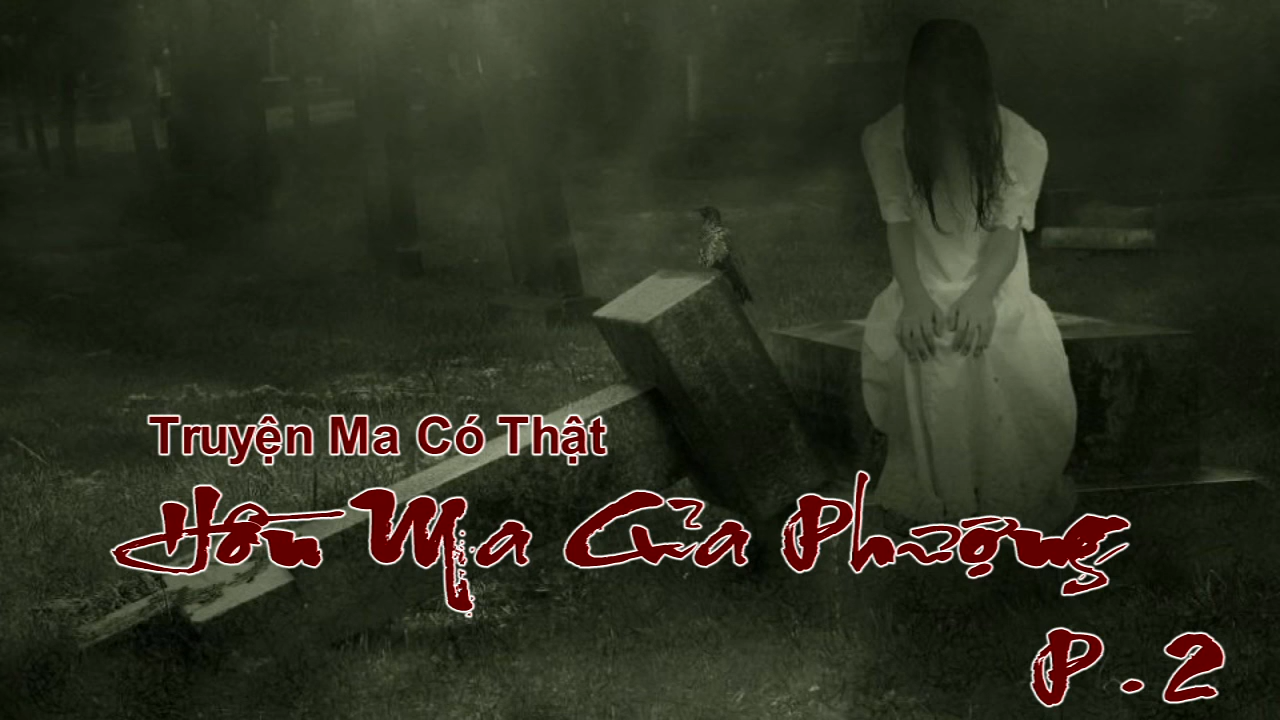 Truyện Ma Có Thật
Hồn Ma Của Phượng
P . 2